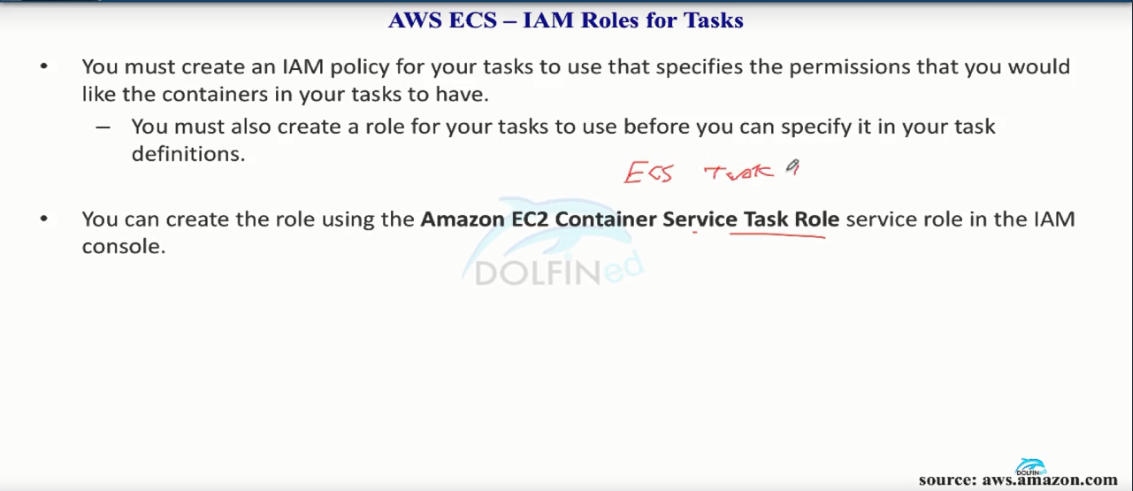 AWS ECS – IAM Roles for Tasks
• You must create an IAM policy for your tasks to use that specifies the permissions that you would
like the containers in your tasks to have.
– You must also create a role for your tasks to use before you can specify it in your task
definitions.
ECS Task
• You can create the role using the Amazon EC2 Container Service Task Role service role in the IAM
console.
DOLFINed
DOLFINed
source: aws.amazon.com